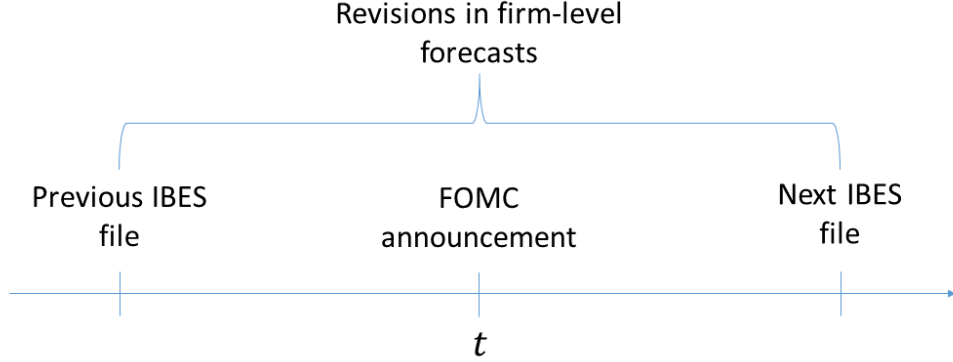 Revisions in firm-level
forecasts
Previous IBES
file
FOMC
announcement
Next IBES
file
t